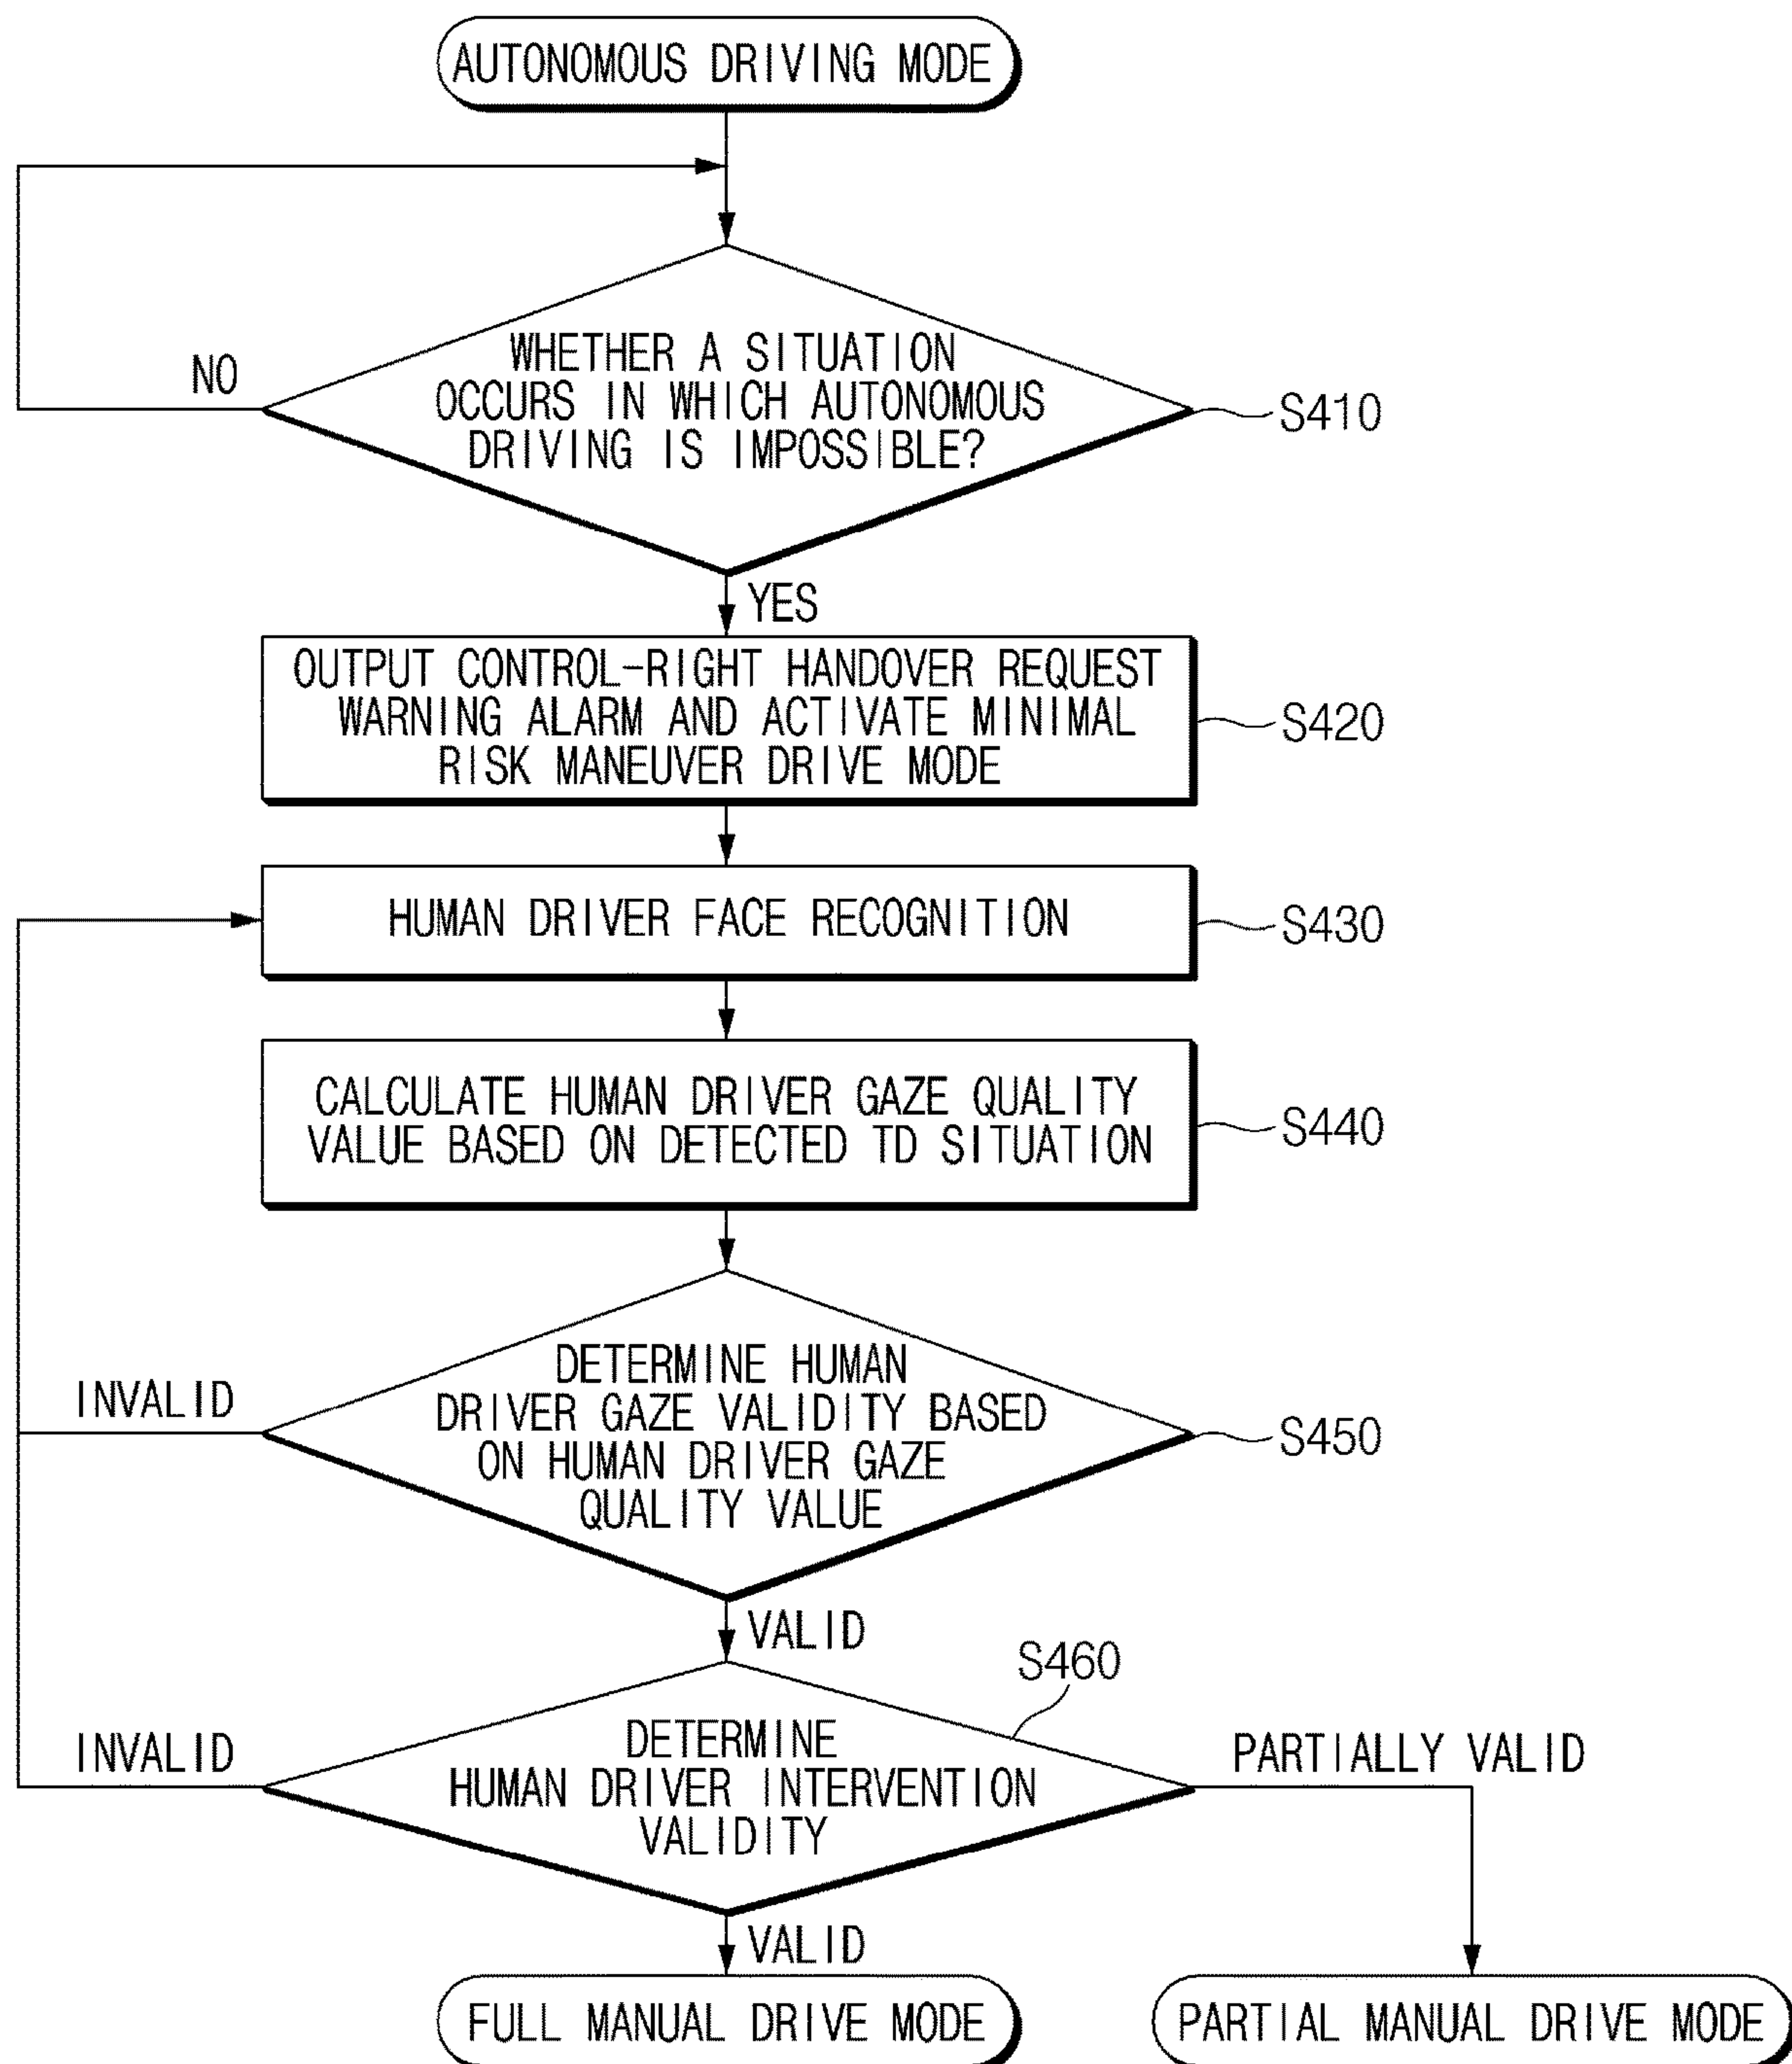 AUTONOMOUS DRIVING MODE
WHETHER A SITUATION
OCCURS IN WHICH AUTONOMOUS
DRIVING IS IMPOSSIBLE?
NO
S410
YES
OUTPUT CONTROL-RIGHT HANDOVER REQUEST
WARNING ALARM AND ACTIVATE MINIMAL
RISK MANEUVER DRIVE MODE
S420
HUMAN DRIVER FACE RECOGNITION
S430
CALCULATE HUMAN DRIVER GAZE QUALITY
VALUE BASED ON DETECTED TD SITUATION
S440
DETERMINE HUMAN
DRIVER GAZE VALIDITY BASED
ON HUMAN DRIVER GAZE
QUALITY VALUE
INVALID
S450
VALID
S460
DETERMINE
HUMAN DRIVER INTERVENTION
VALIDITY
INVALID
PARTIALLY VALID
VALID
FULL MANUAL DRIVE MODE
PARTIAL MANUAL DRIVE MODE